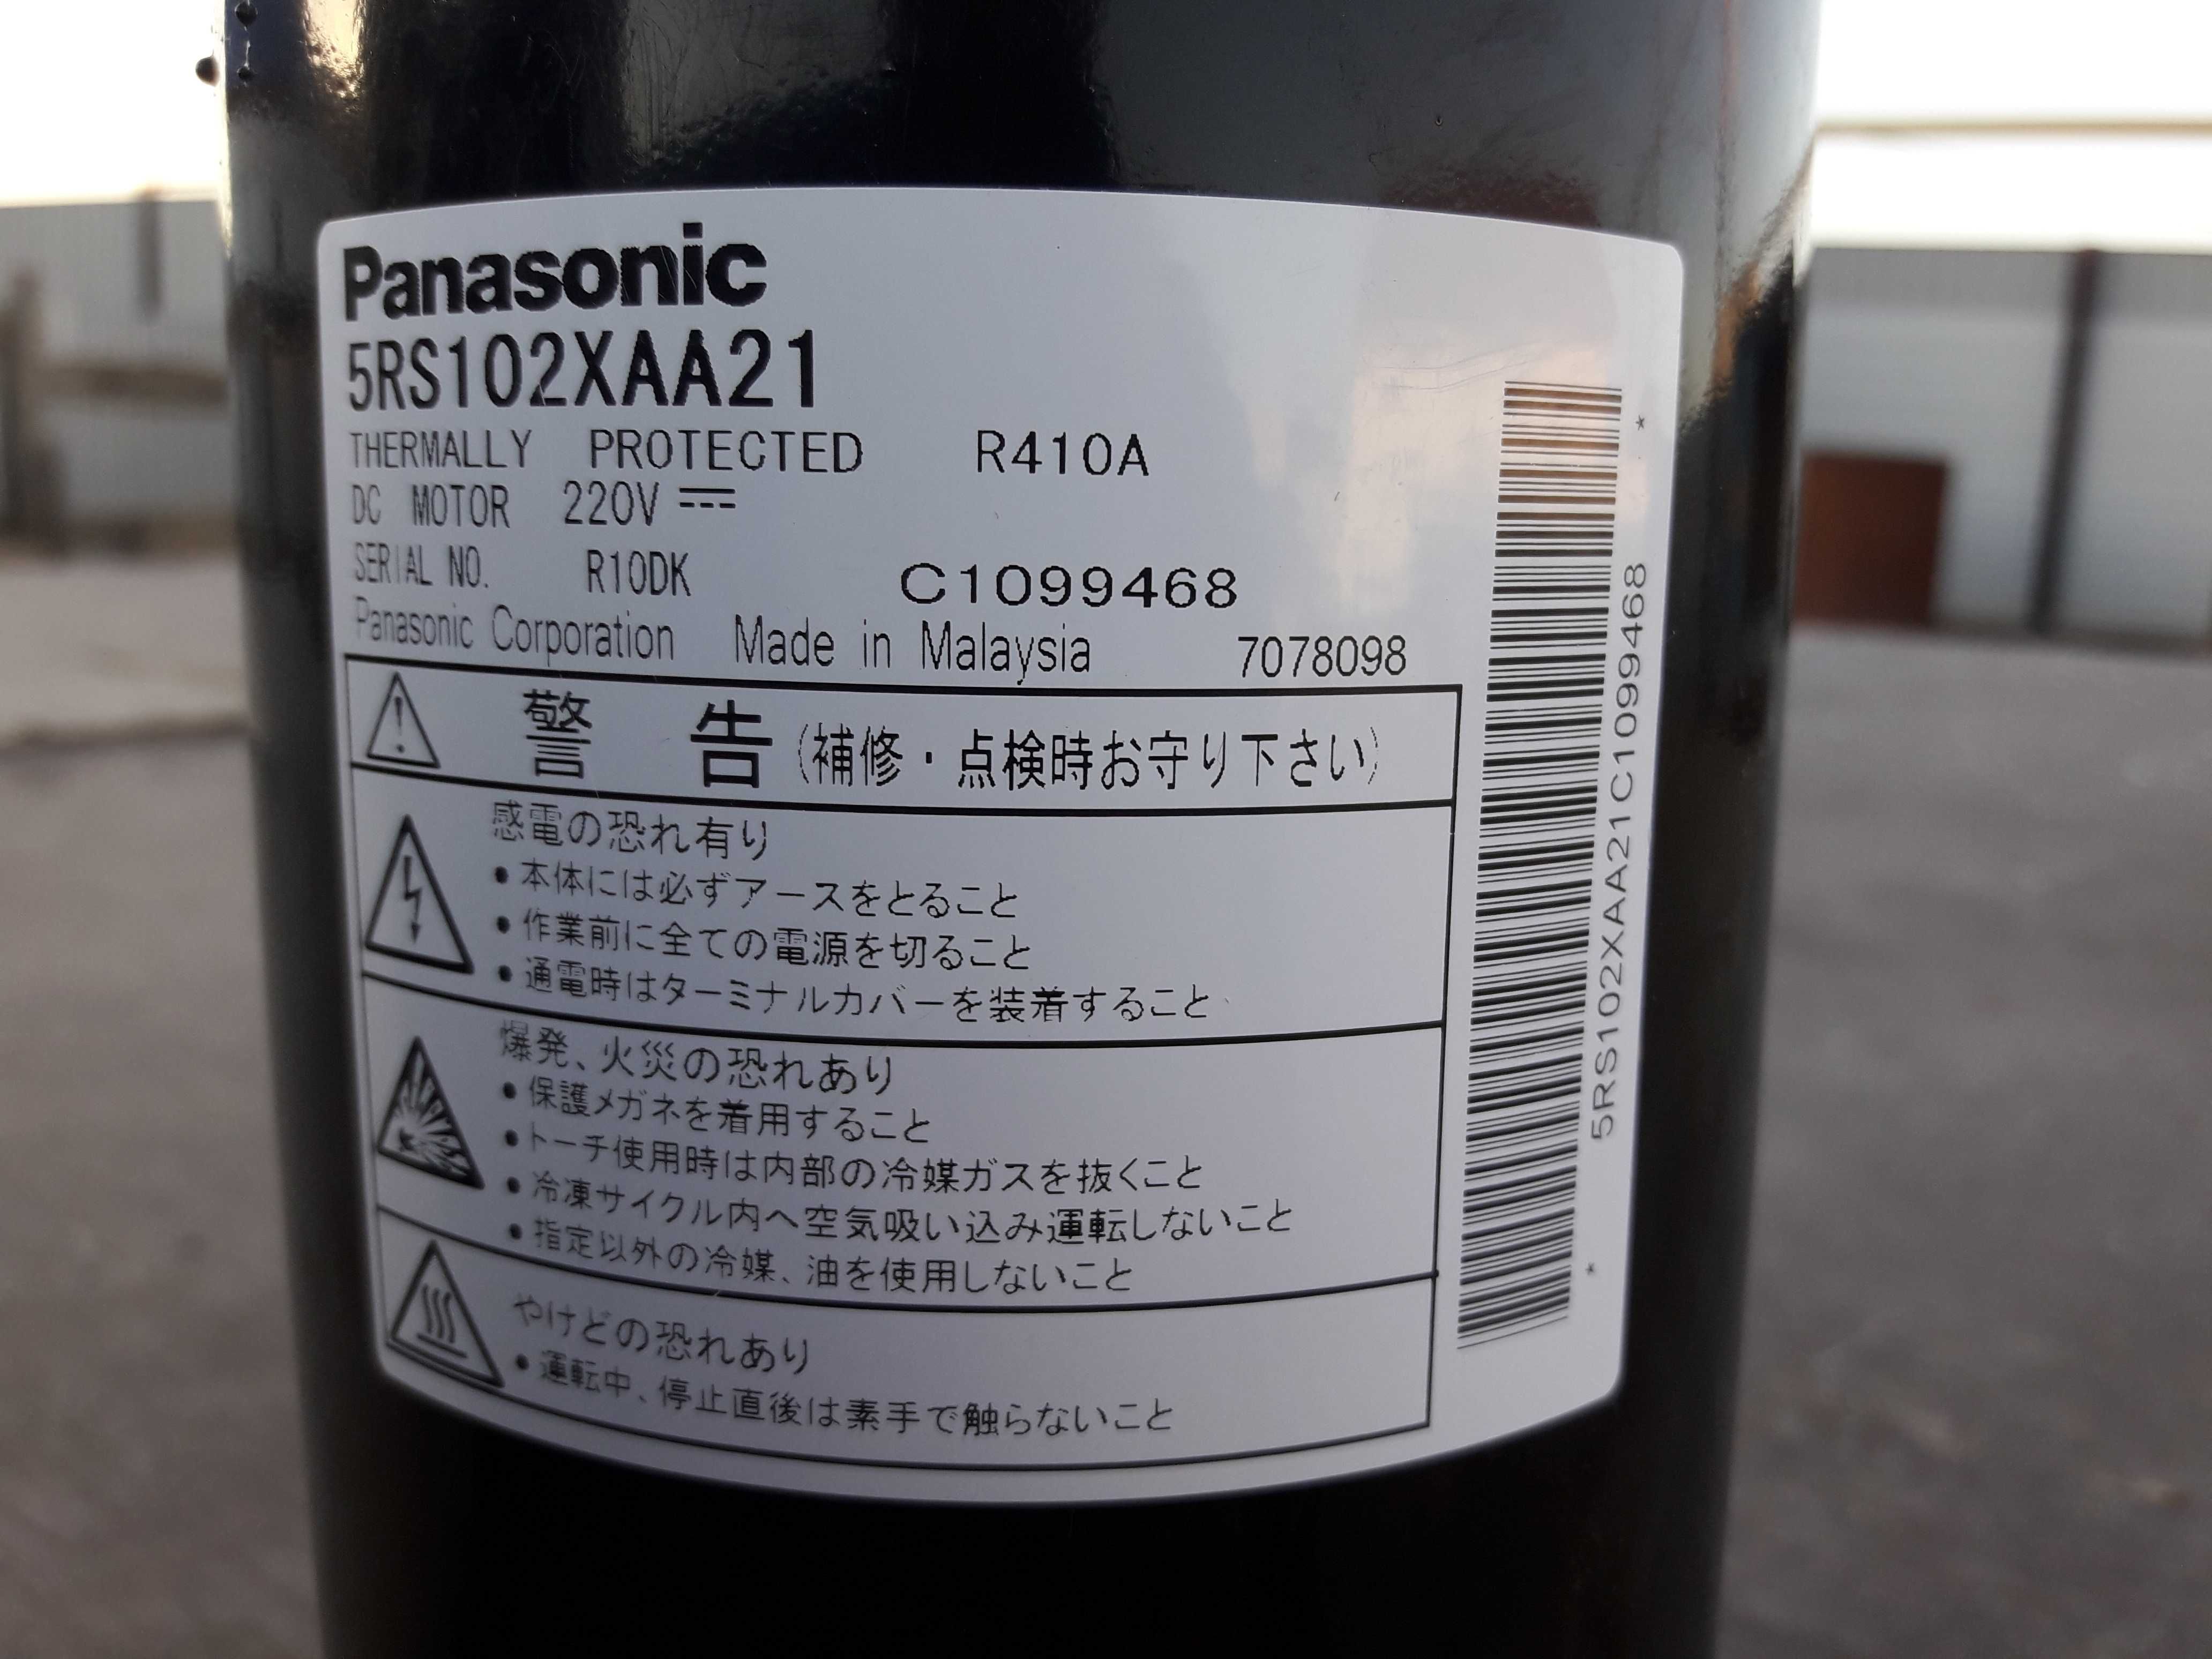 Panasonic
5RS102XAA21
THERMALLY PROTECTED R410A
DC MOTOR 220V
SERIAL NO. R10DK C1099468
Panasonic Corporation Made in Malaysia 7078098
警告(補修・点検時お守り下さい)
感電の恐れ有り
・本体には必ずアースをとること
・作業前に全ての電源を切ること
・通電時はターミナルカバーを装着すること
爆発、火災の恐れあり
・保護メガネを着用すること
・トーチ使用時は内部の冷媒ガスを抜くこと
・冷凍サイクル内へ空気吸い込み運転しないこと
・指定以外の冷媒、油を使用しないこと
やけどの恐れあり
・運転中、停止直後は素手で触らないこと
* 5RS102XAA21C1099468 *